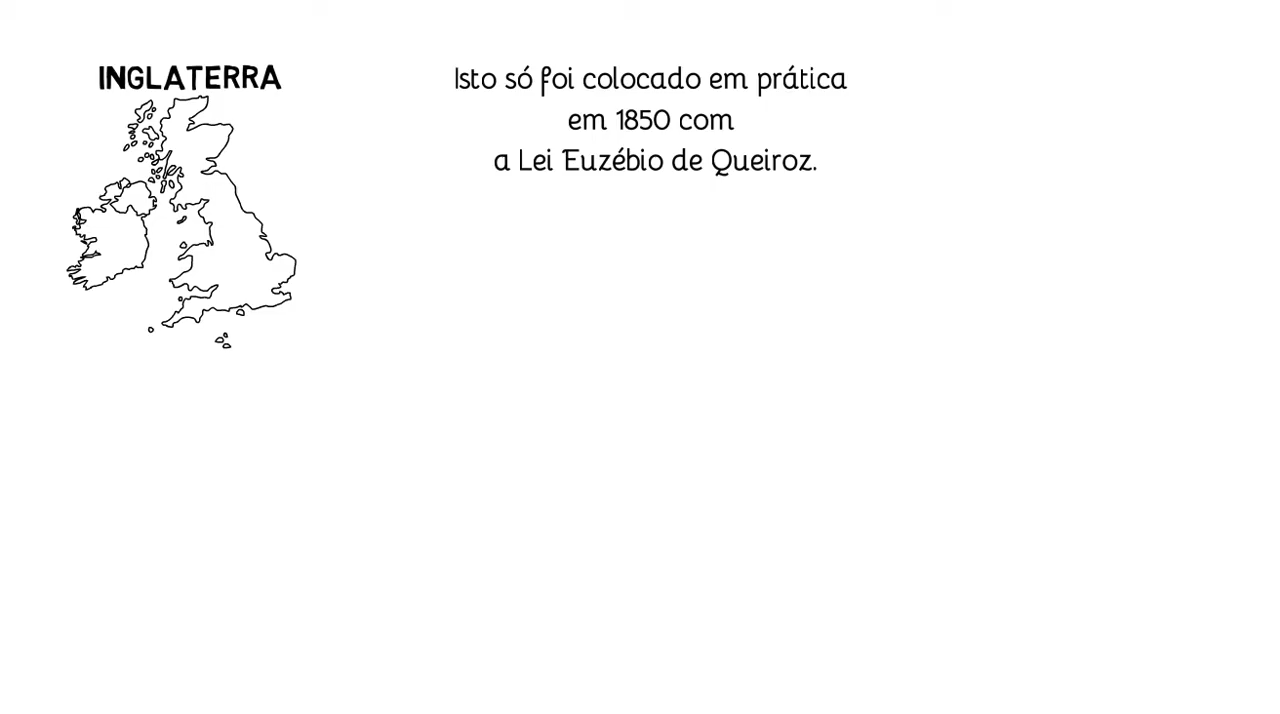 INGLATERRA
Isto só foi colocado em prática
em 1850 com
a Lei Euzébio de Queiroz.